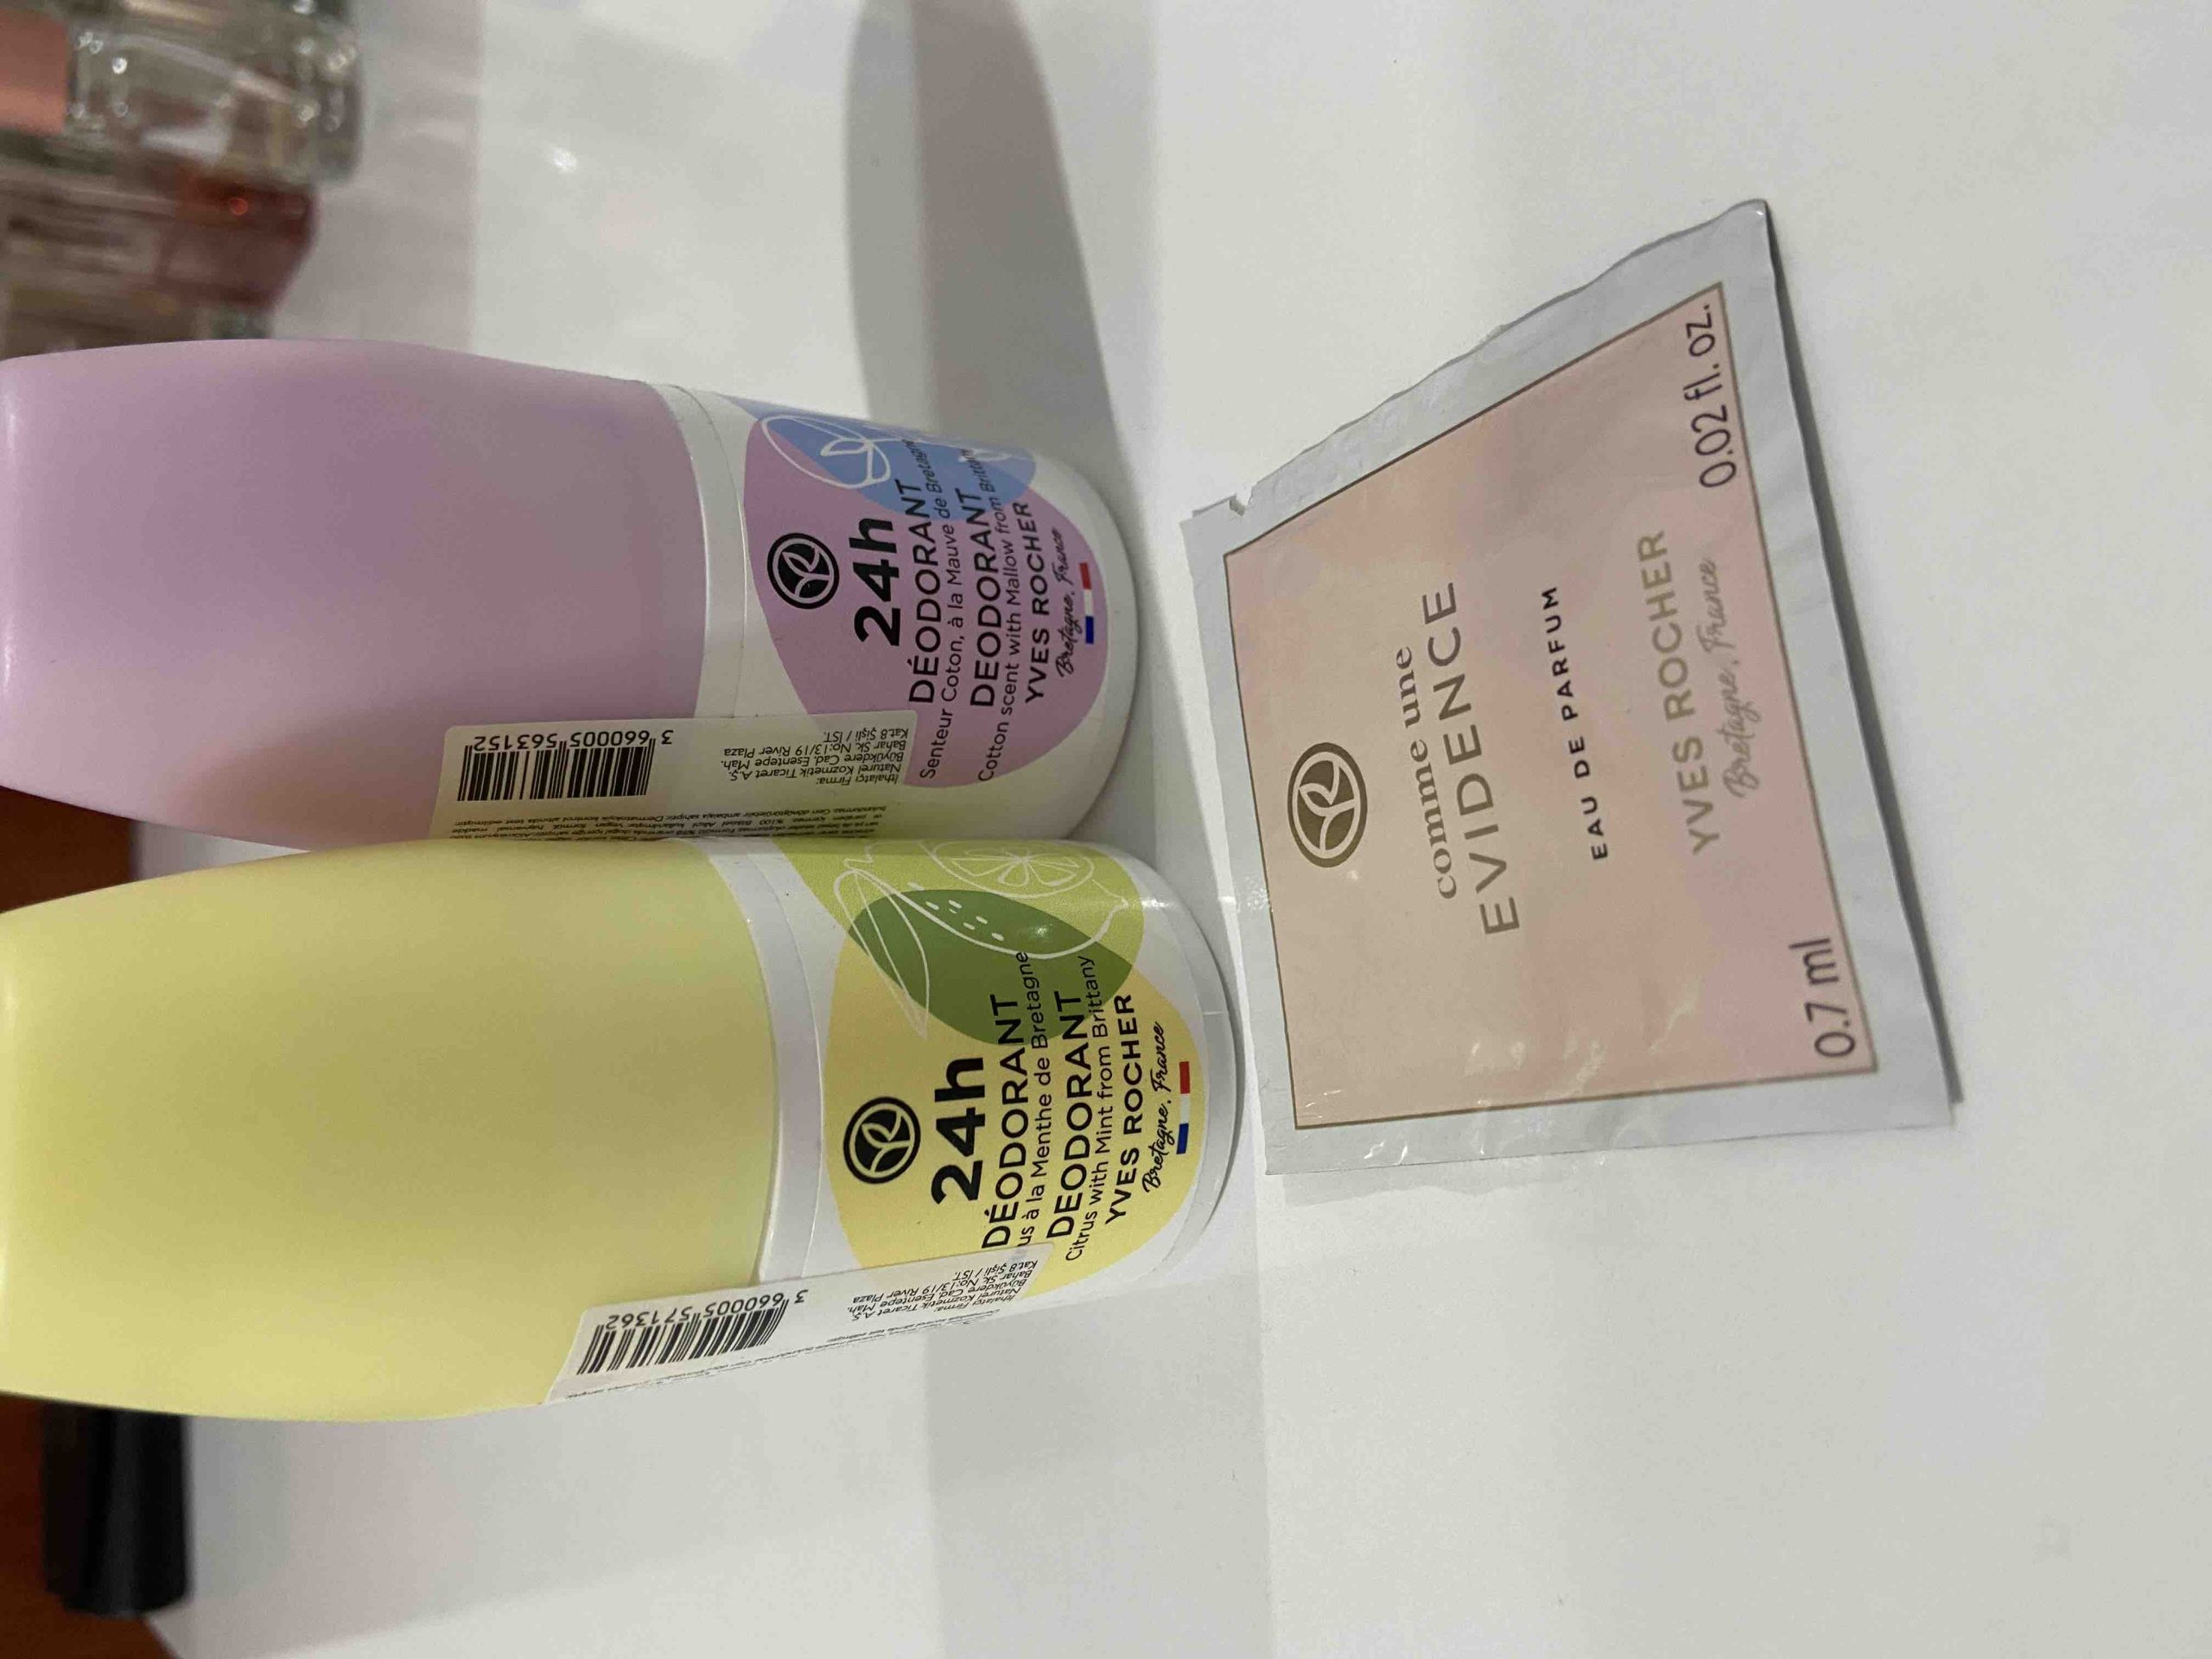 24h
DÉODORANT
à la Menthe de Bretagne
DEODORANT
Citrus with Mint from Brittany
YVES ROCHER
Bretagne, France
3 660005 571362
İthalatçı Firma:
Naturel Kozmetik Ticaret A.Ş.
Büyükdere Cad. Esentepe Mah.
Bahar Sk. No:13/19 River Plaza
Kat.8 Şişli / İST.
24h
DÉODORANT
Senteur Coton, à la Mauve de Bretagne
DEODORANT
Cotton scent with Mallow from Brittany
YVES ROCHER
Bretagne, France
3 660005 563152
İthalatçı Firma:
Naturel Kozmetik Ticaret A.Ş.
Büyükdere Cad. Esentepe Mah.
Bahar Sk. No:13/19 River Plaza
Kat.8 Şişli / İST.
comme une
EVIDENCE
EAU DE PARFUM
YVES ROCHER
Bretagne, France
0.7 ml 0.02 fl. oz.